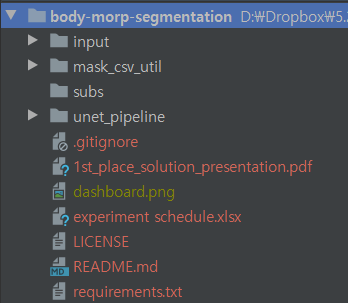 body-morp-segmentation D:₩Dropbox₩5.
input
mask_csv_util
subs
unet_pipeline
.gitignore
1st_place_solution_presentation.pdf
dashboard.png
experiment schedule.xlsx
LICENSE
MD README.md
requirements.txt